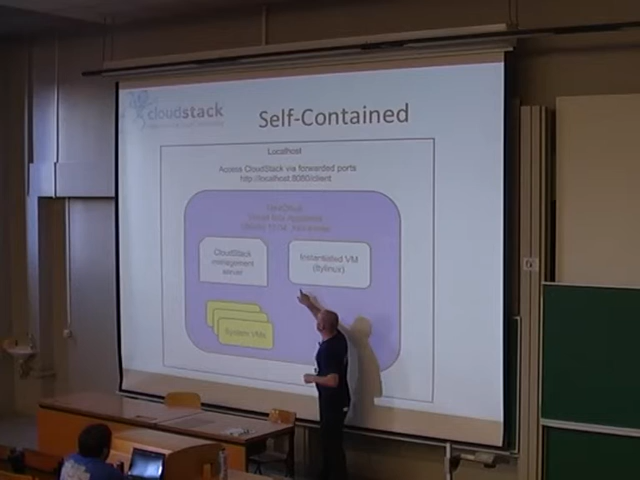 cloudstack
Self-Contained
Localhost
Access CloudStack via forwarded ports
http://localhost:8080/client
CloudStack
management
server
Instantiated VM
(ttylinux)
System VMs